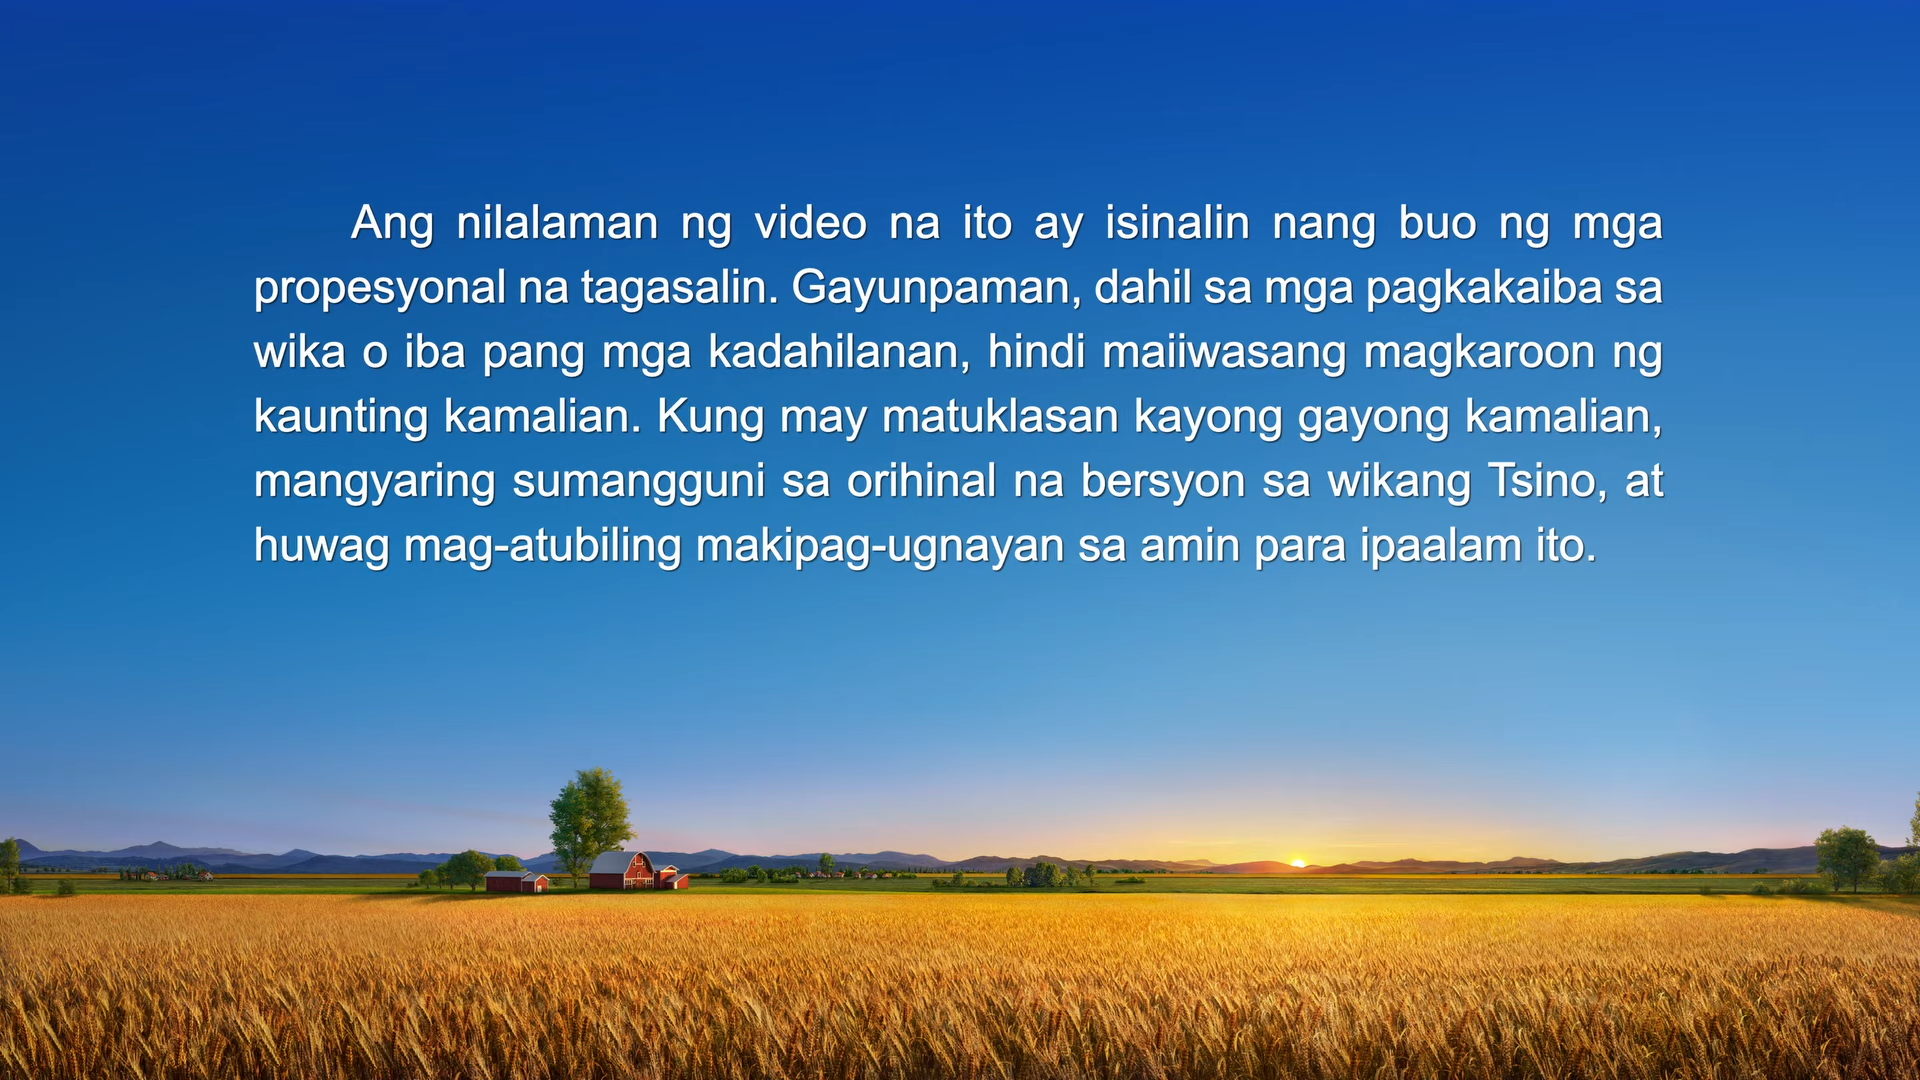 Ang nilalaman ng video na ito ay isinalin nang buo ng mga
propesyonal na tagasalin. Gayunpaman, dahil sa mga pagkakaiba sa
wika o iba pang mga kadahilanan, hindi maiiwasang magkaroon ng
kaunting kamalian. Kung may matuklasan kayong gayong kamalian,
mangyaring sumangguni sa orihinal na bersyon sa wikang Tsino, at
huwag mag-atubiling makipag-ugnayan sa amin para ipaalam ito.